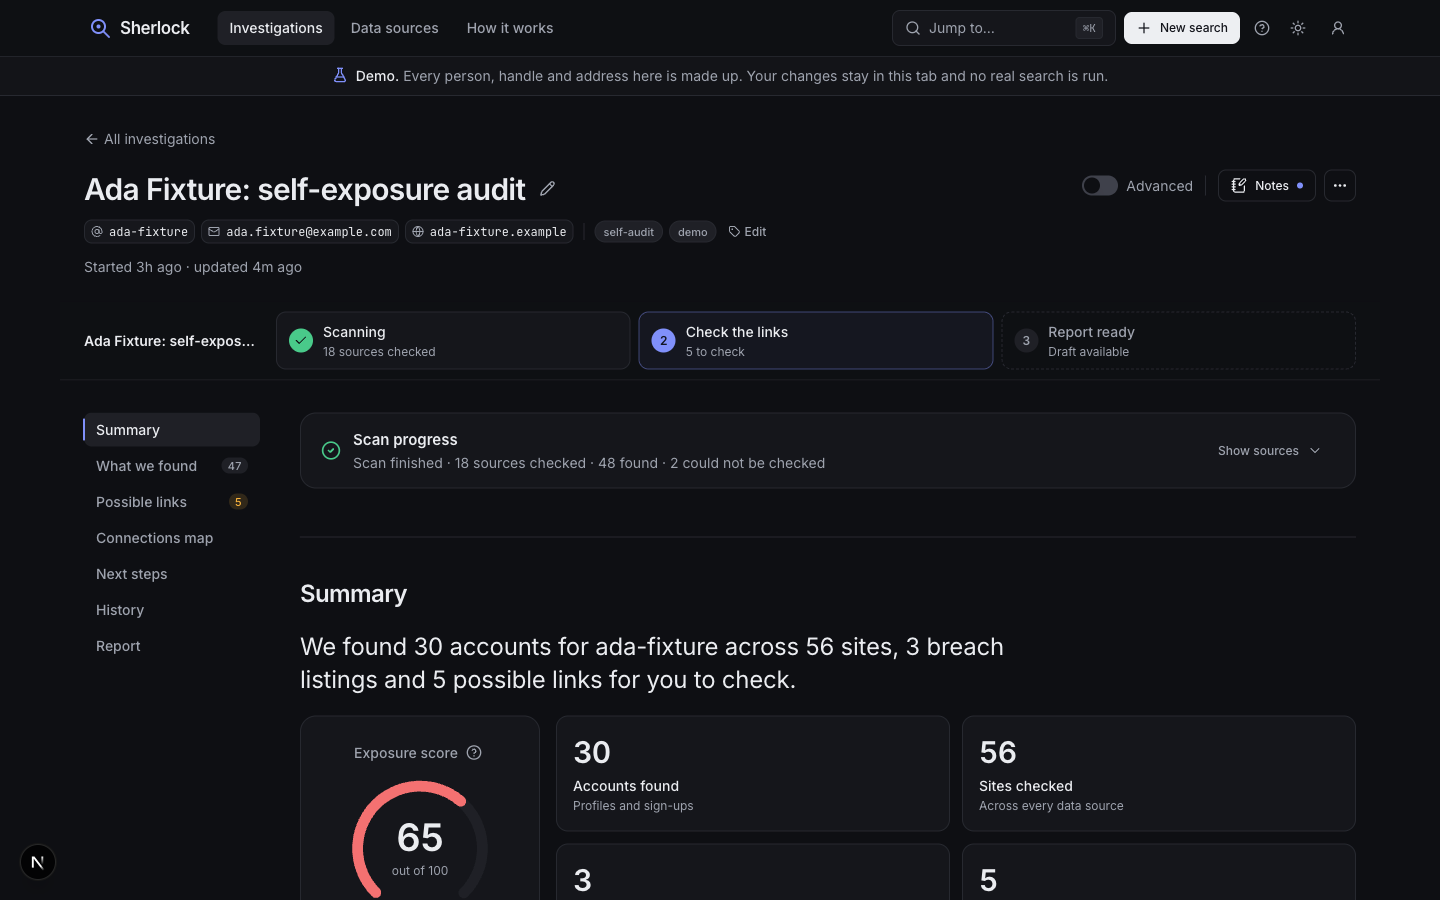 Sherlock
Investigations
Data sources
How it works
Jump to...
⌘K
New search
Demo. Every person, handle and address here is made up. Your changes stay in this tab and no real search is run.
All investigations
Ada Fixture: self-exposure audit
Advanced
Notes
ada-fixture
ada.fixture@example.com
ada-fixture.example
self-audit
demo
Edit
Started 3h ago · updated 4m ago
Ada Fixture: self-expos...
Scanning
18 sources checked
2
Check the links
5 to check
3
Report ready
Draft available
Summary
What we found 47
Possible links 5
Connections map
Next steps
History
Report
Scan progress
Scan finished · 18 sources checked · 48 found · 2 could not be checked
Show sources
Summary
We found 30 accounts for ada-fixture across 56 sites, 3 breach
listings and 5 possible links for you to check.
Exposure score
65
out of 100
30
Accounts found
Profiles and sign-ups
56
Sites checked
Across every data source
3
5
N